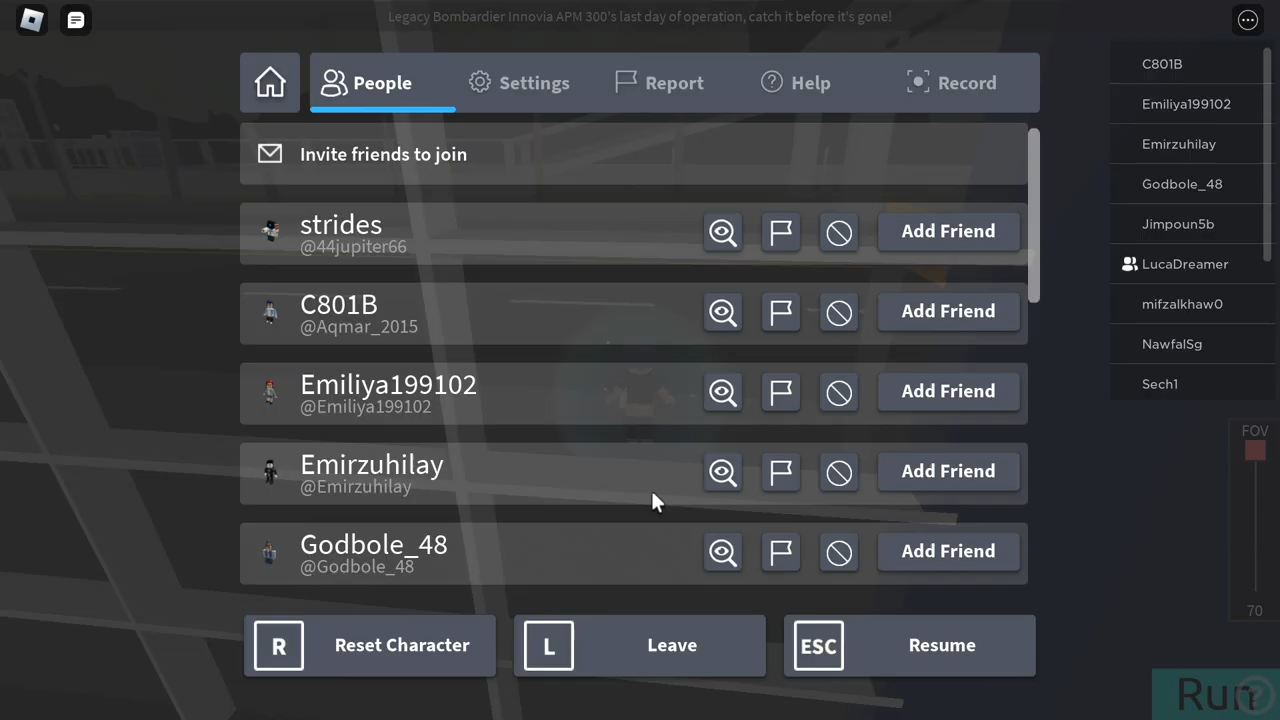 Legacy Bombardier Innovia APM 300's last day of operation, catch it before it's gone!
People
Settings
Report
Help
Record
Invite friends to join
strides
@44jupiter66
Add Friend
C801B
@Aqmar_2015
Add Friend
Emiliya199102
@Emiliya199102
Add Friend
Emirzuhilay
@Emirzuhilay
Add Friend
Godbole_48
@Godbole_48
Add Friend
R Reset Character
L Leave
ESC Resume
C801B
Emiliya199102
Emirzuhilay
Godbole_48
Jimpoun5b
LucaDreamer
mifzalkhaw0
NawfalSg
Sech1
FOV
70
Run